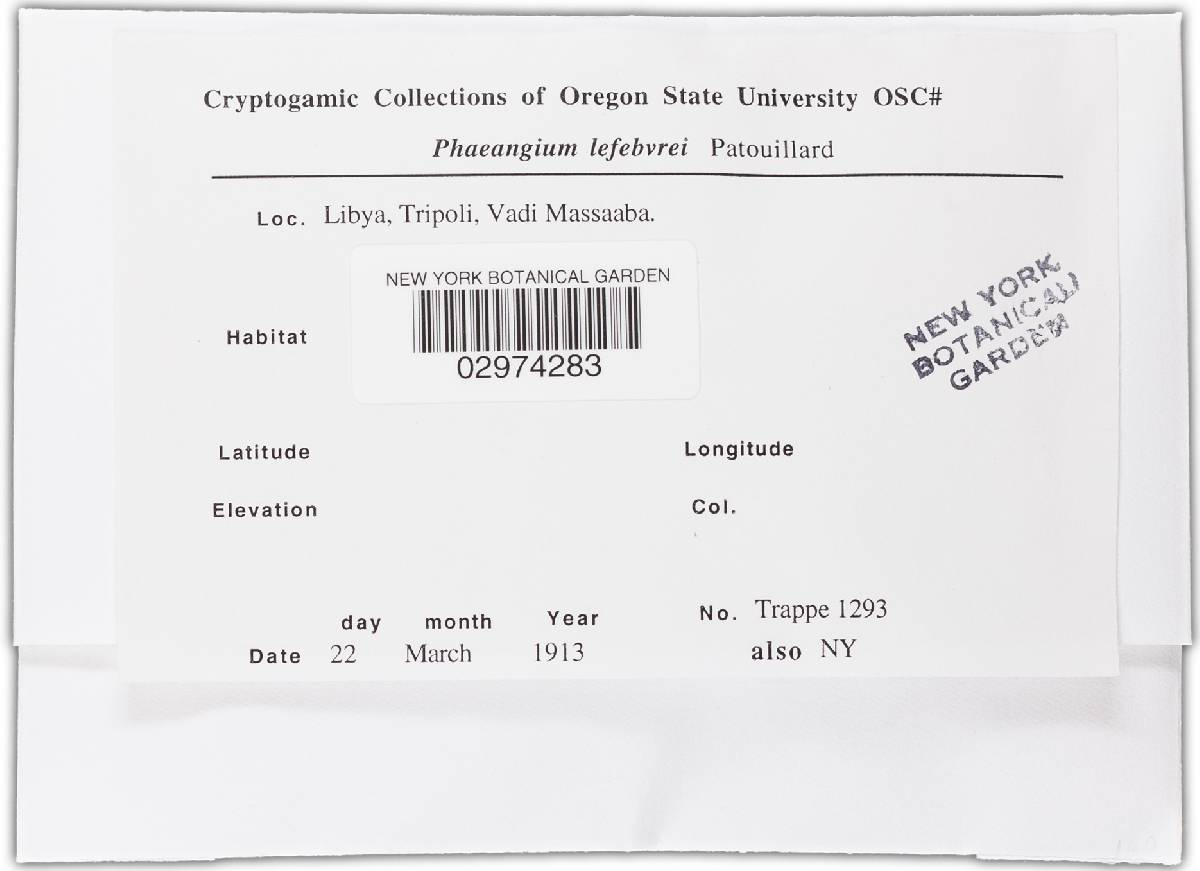 Cryptogamic Collections of Oregon State University OSC#
Phaeangium lefebvrei Patouillard
Loc. Libya, Tripoli, Vadi Massaaba.
NEW YORK BOTANICAL GARDEN
02974283
Habitat
NEW YORK
BOTANICAL
GARDEN
Latitude Longitude
Elevation Col.
day month Year No. Trappe 1293
Date 22 March 1913 also NY